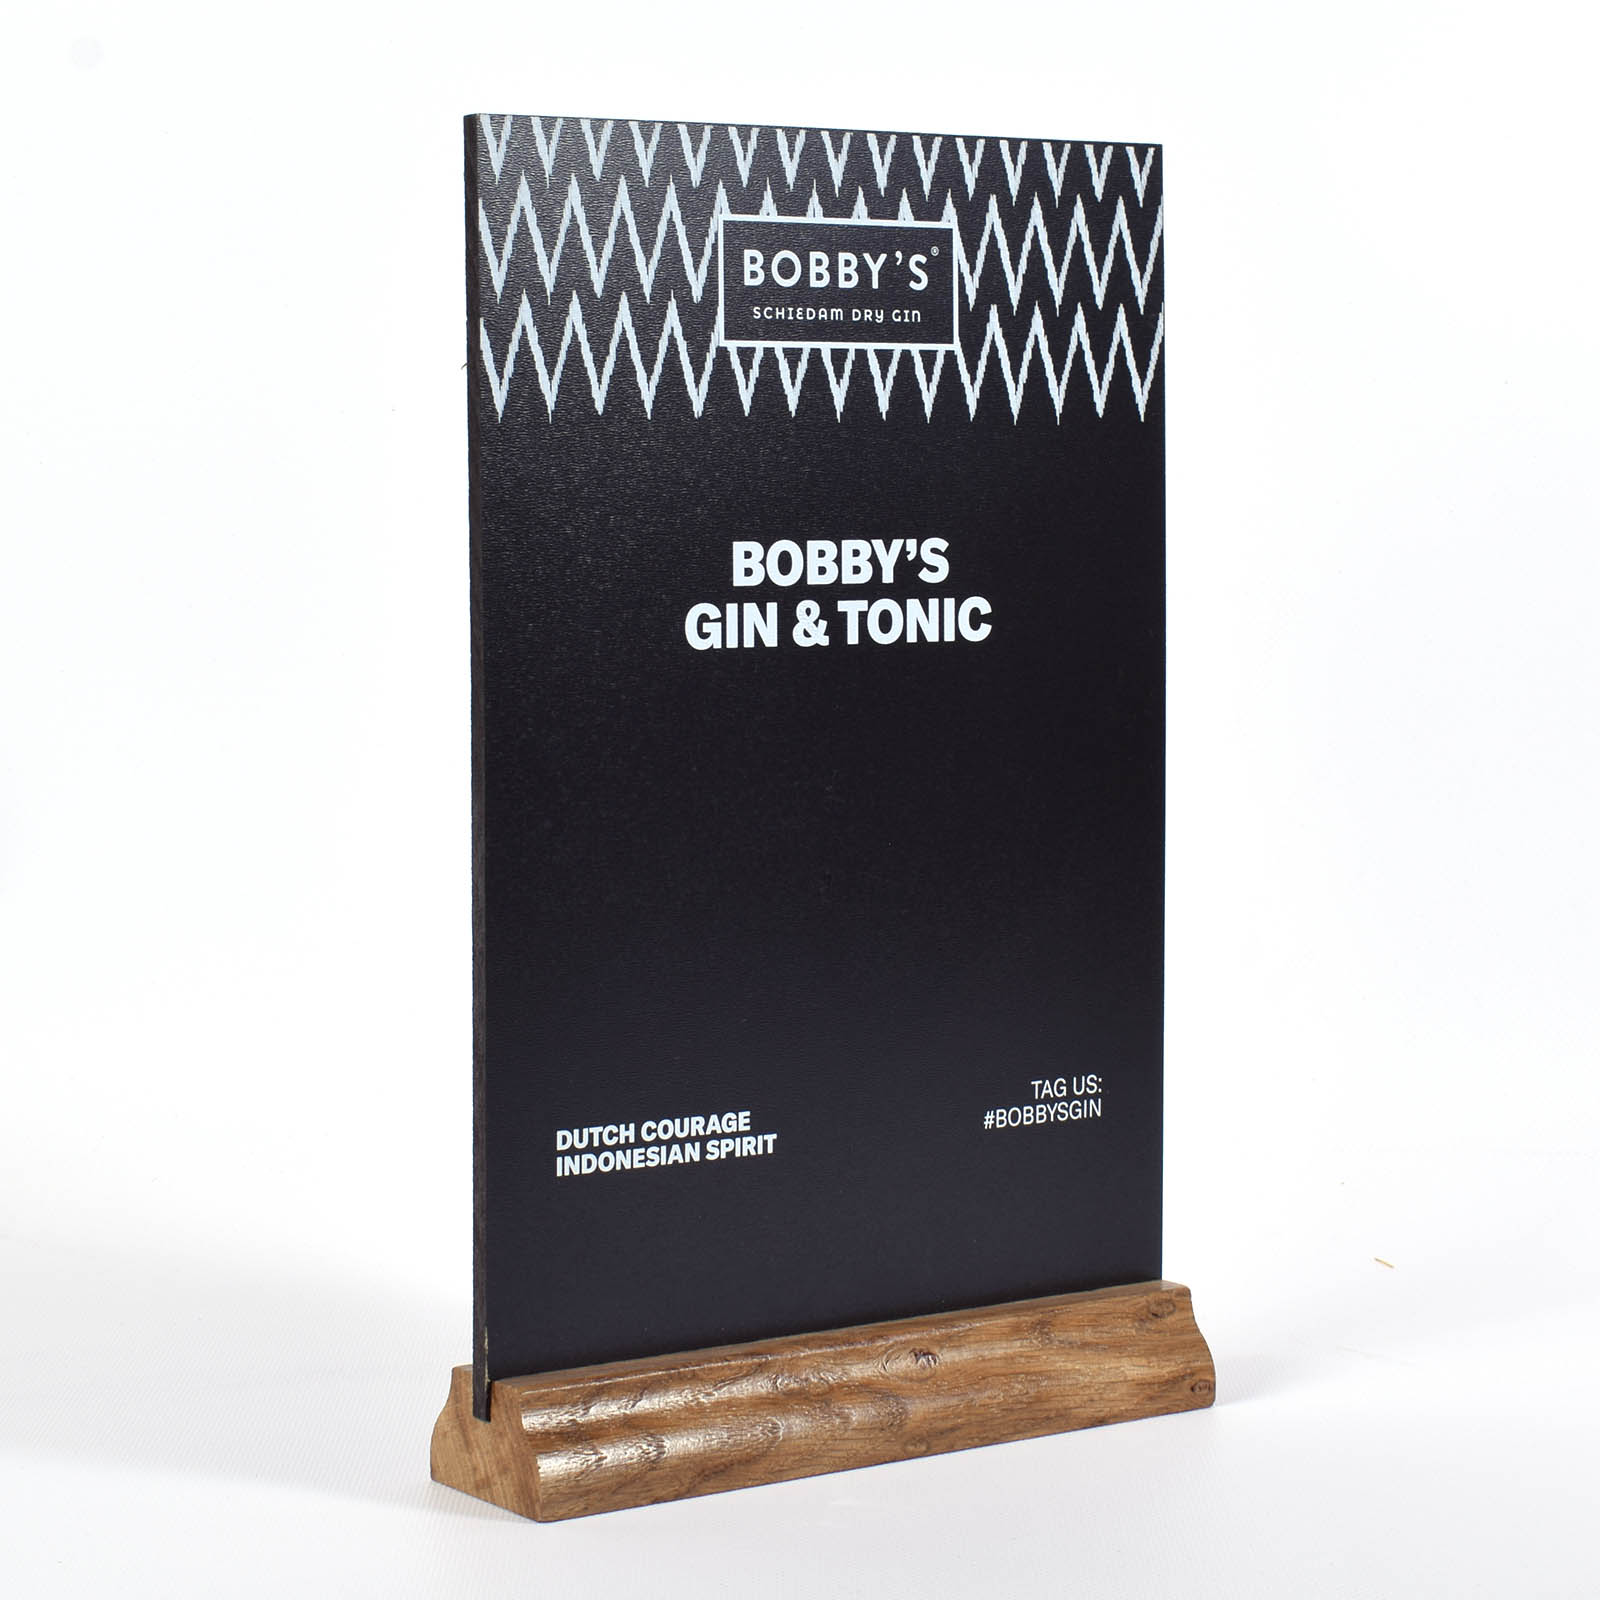 BOBBY'S®
SCHIEDAM DRY GIN
BOBBY'S
GIN & TONIC
DUTCH COURAGE
INDONESIAN SPIRIT
TAG US:
#BOBBYSGIN